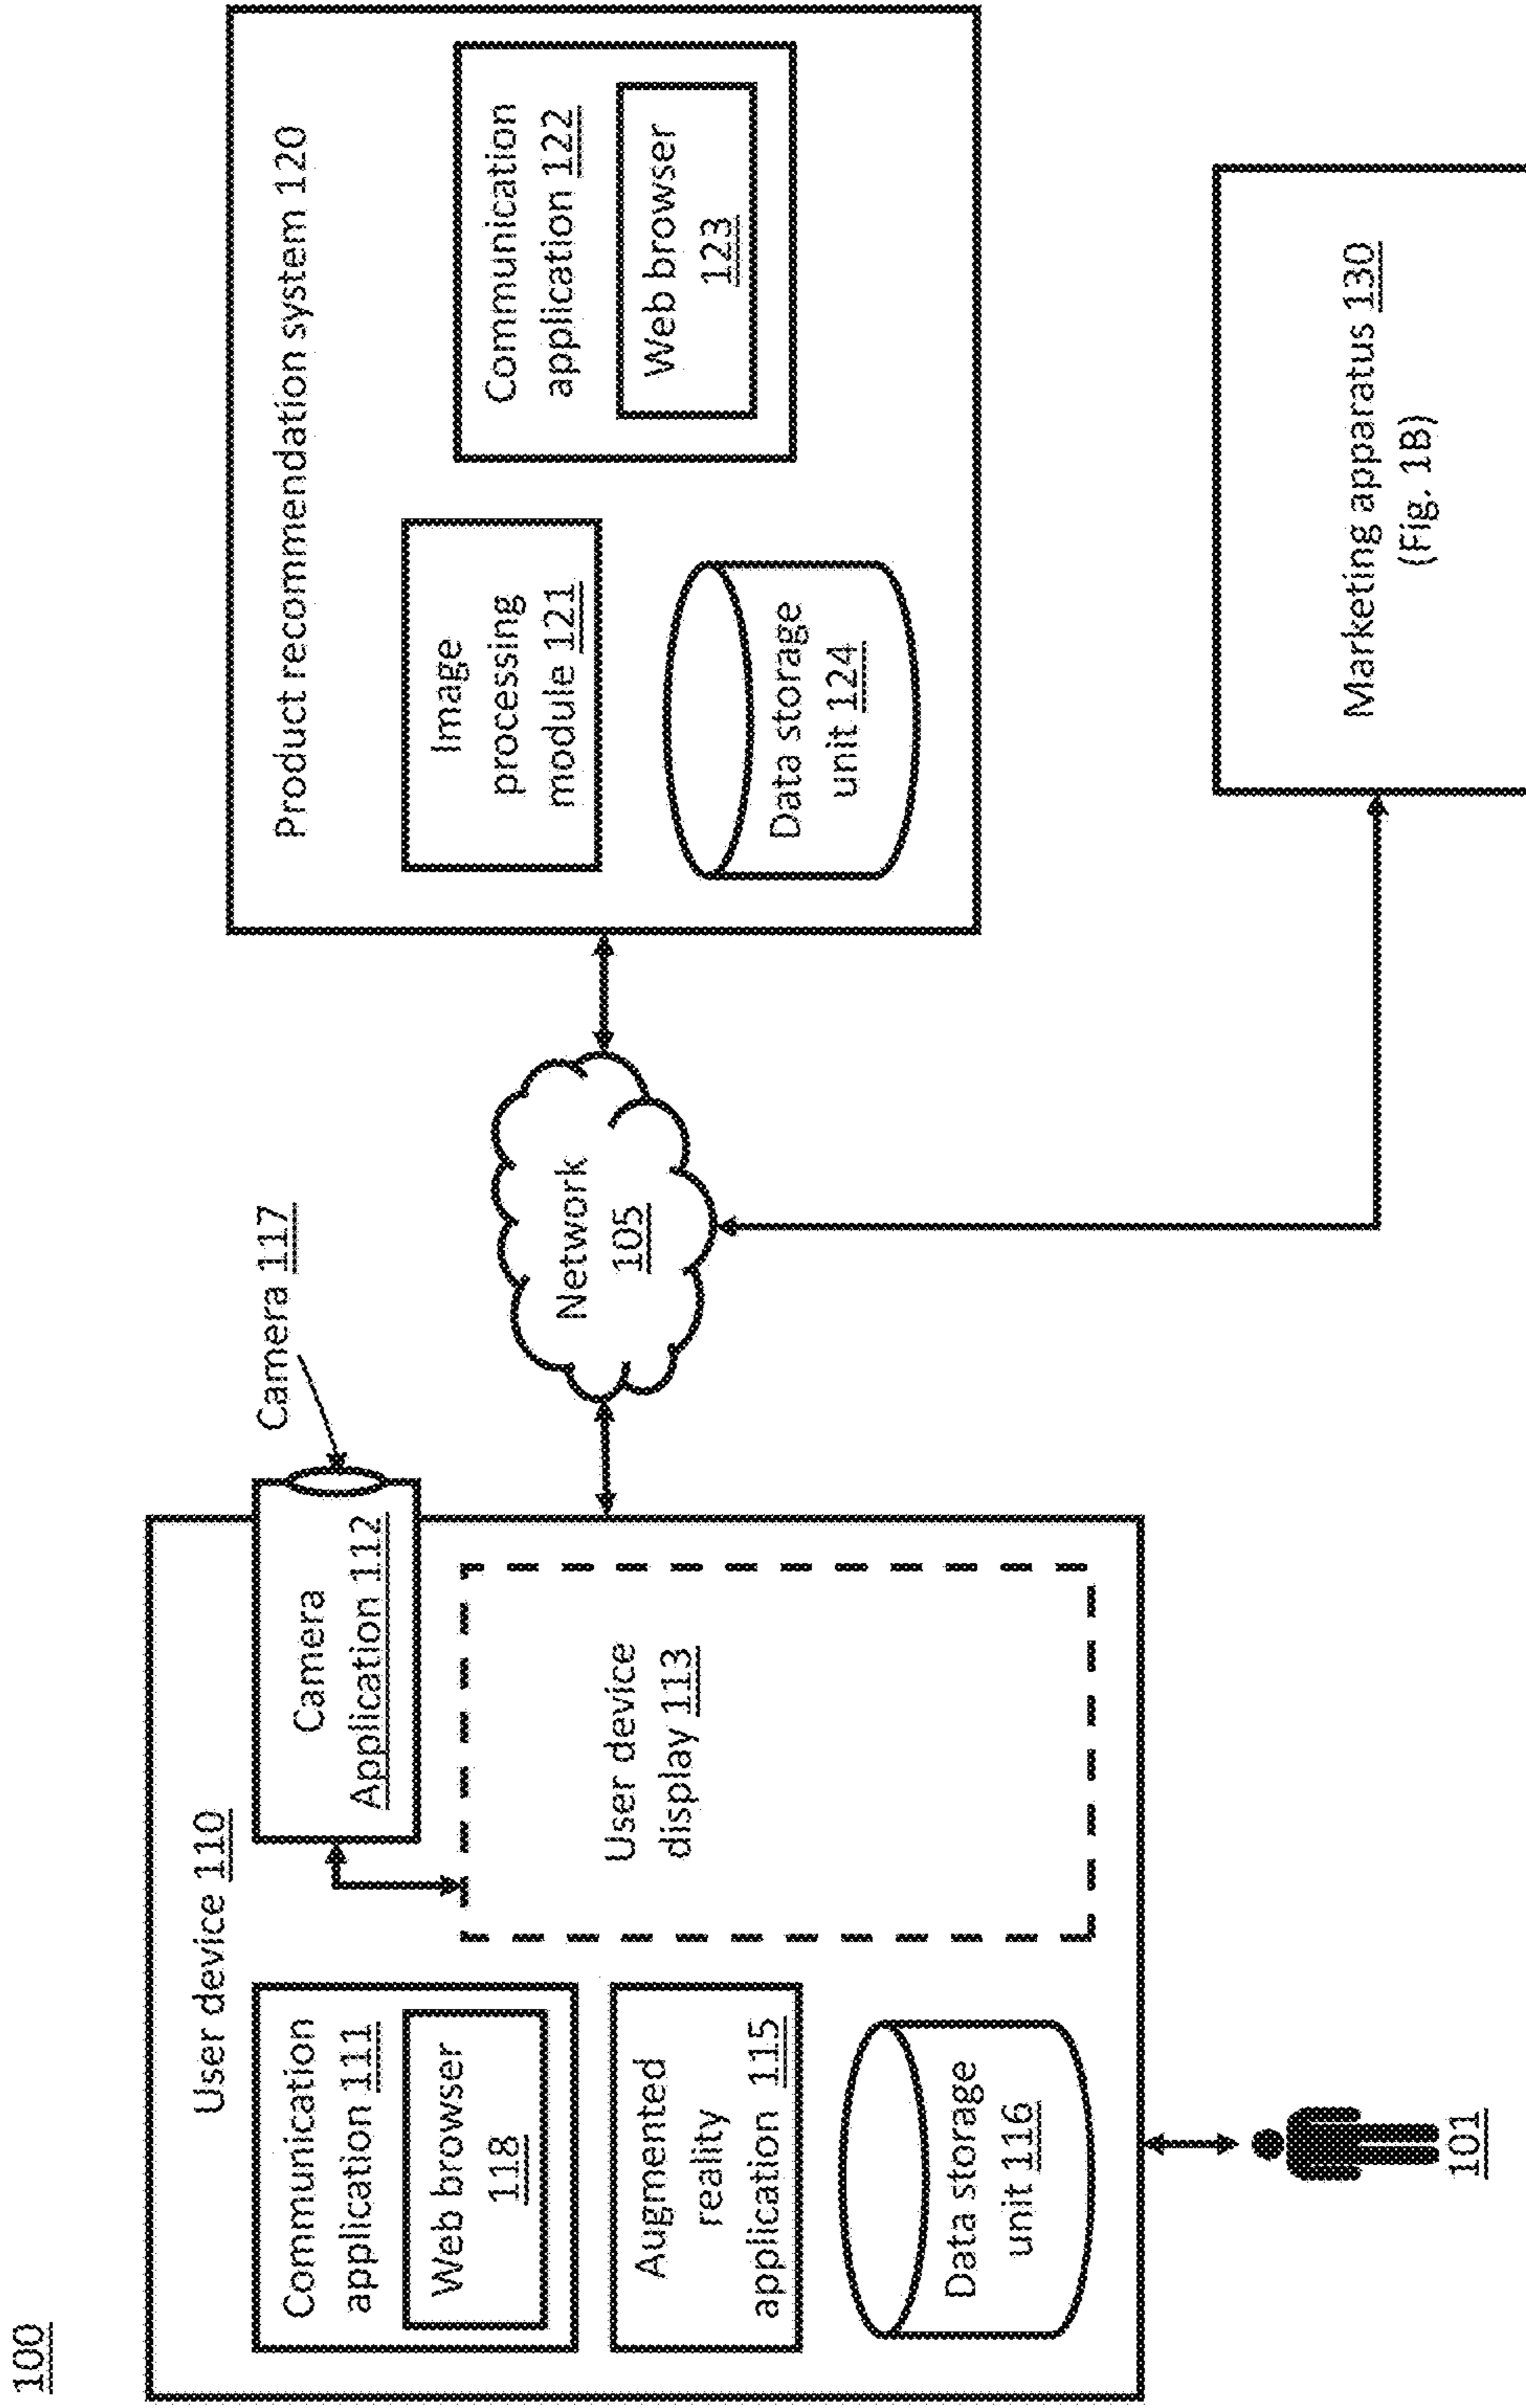 100
User device 110
Communication
application 111
Web browser
118
Augmented
reality
application 115
Data storage
unit 116
Camera
Application 112
User device
display 113
Camera 117
101
Network
105
Product recommendation system 120
Image
processing
module 121
Data storage
unit 124
Communication
application 122
Web browser
123
Marketing apparatus 130
(Fig. 1B)